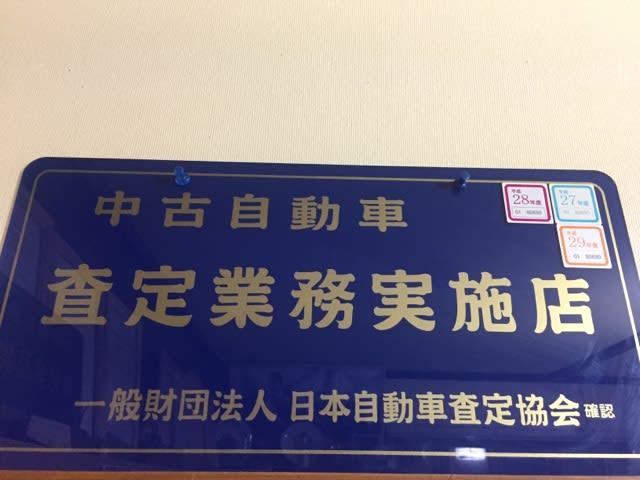 中古自動車
平成
28年度
平成
27年度
平成
29年度
査定業務実施店
一般財団法人 日本自動車査定協会 確認